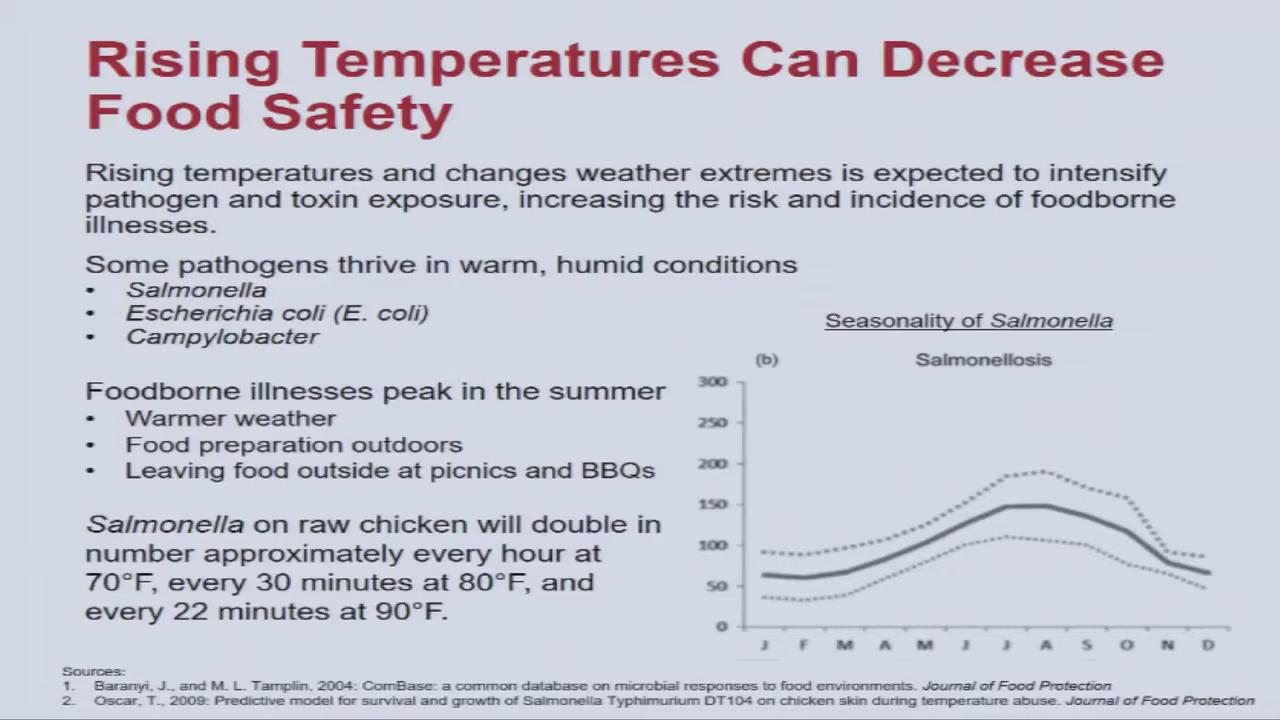 Rising Temperatures Can Decrease
Food Safety
Rising temperatures and changes weather extremes is expected to intensify
pathogen and toxin exposure, increasing the risk and incidence of foodborne
illnesses.
Some pathogens thrive in warm, humid conditions
• Salmonella
• Escherichia coli (E. coli)
• Campylobacter
Foodborne illnesses peak in the summer
• Warmer weather
• Food preparation outdoors
• Leaving food outside at picnics and BBQs
Salmonella on raw chicken will double in
number approximately every hour at
70°F, every 30 minutes at 80°F, and
every 22 minutes at 90°F.
Seasonality of Salmonella
(b) Salmonellosis
300
250
200
150
100
50
0
J F M A M J J A S O N D
Sources:
1. Baranyi, J., and M. L. Tamplin, 2004: ComBase: a common database on microbial responses to food environments. Journal of Food Protection
2. Oscar, T., 2009: Predictive model for survival and growth of Salmonella Typhimurium DT104 on chicken skin during temperature abuse. Journal of Food Protection